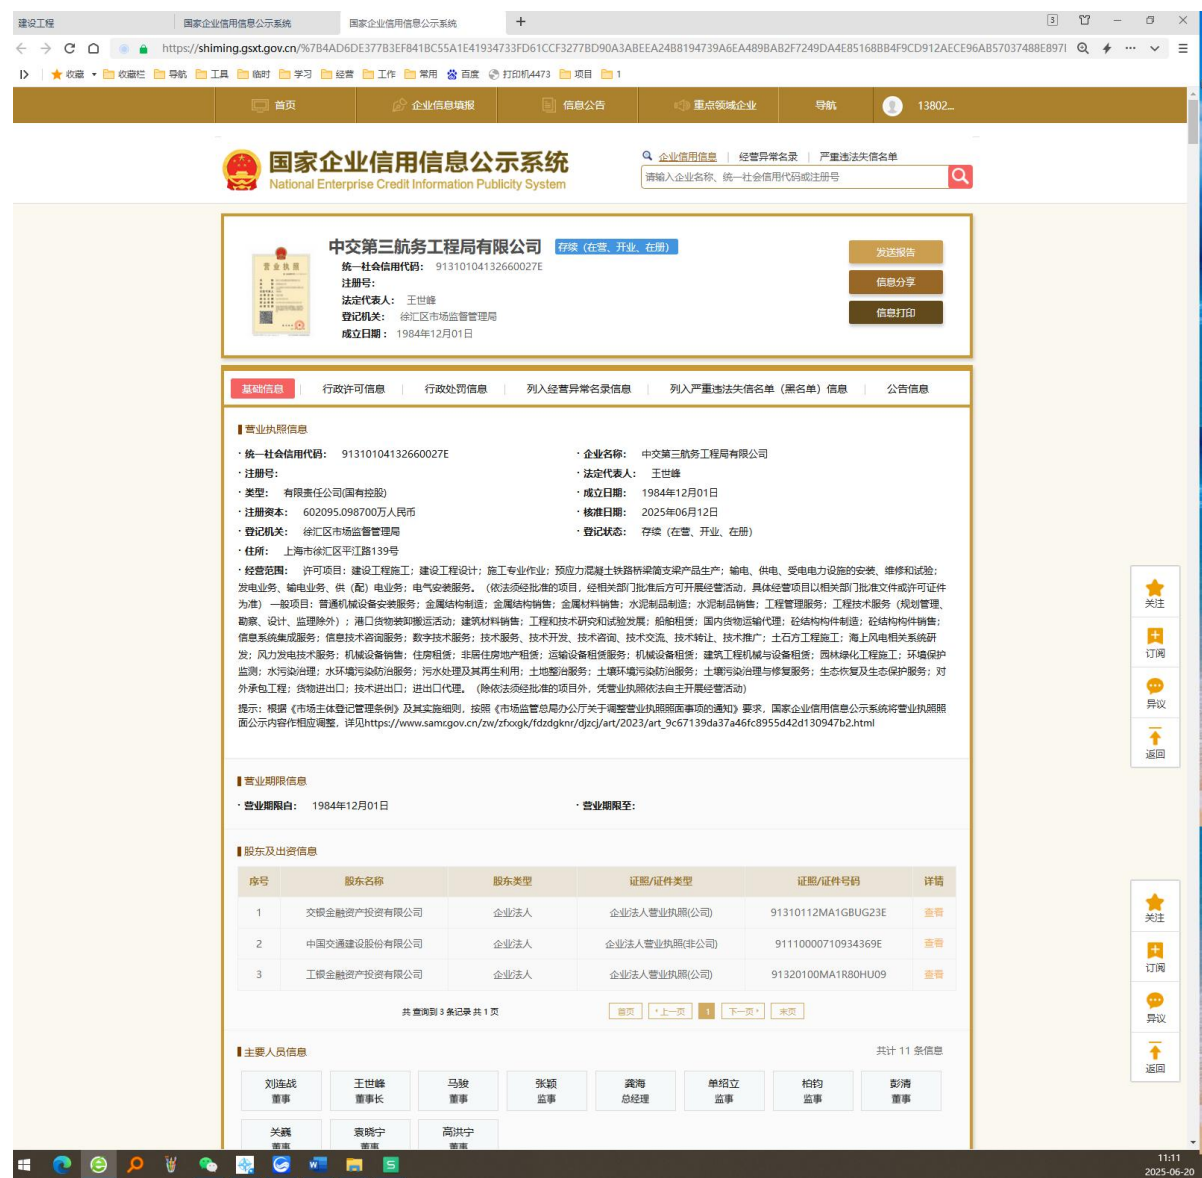 建设工程 国家企业信用信息公示系统 国家企业信用信息公示系统 + 3
https://shiming.gsxt.gov.cn/%7B4AD6DE377B3EF841BC55A1E41934733FD61CCF3277BD90A3ABEEA24B8194739A6EA489BAB2F7249DA4E85168BB4F9CD912AECE96AB57037488E897
收藏 收藏栏 导航 工具 临时 学习 经营 工作 常用 百度 打印机4473 项目 1
首页 企业信息填报 信息公告 重点领域企业 导航 13802...
国家企业信用信息公示系统
National Enterprise Credit Information Publicity System
企业信用信息 | 经营异常名录 | 严重违法失信名单
请输入企业名称、统一社会信用代码或注册号
中交第三航务工程局有限公司 存续（在营、开业、在册）
营业执照
统一社会信用代码： 91310104132660027E
注册号：
法定代表人： 王世峰
登记机关： 徐汇区市场监督管理局
成立日期： 1984年12月01日
发送报告
信息分享
信息打印
基础信息 | 行政许可信息 | 行政处罚信息 | 列入经营异常名录信息 | 列入严重违法失信名单（黑名单）信息 | 公告信息
营业执照信息
· 统一社会信用代码： 91310104132660027E · 企业名称： 中交第三航务工程局有限公司
· 注册号： · 法定代表人： 王世峰
· 类型： 有限责任公司(国有控股) · 成立日期： 1984年12月01日
· 注册资本： 602095.098700万人民币 · 核准日期： 2025年06月12日
· 登记机关： 徐汇区市场监督管理局 · 登记状态： 存续（在营、开业、在册）
· 住所： 上海市徐汇区平江路139号
· 经营范围： 许可项目：建设工程施工；建设工程设计；施工专业作业；预应力混凝土铁路桥梁简支梁产品生产；输电、供电、受电电力设施的安装、维修和试验；
发电业务、输电业务、供（配）电业务；电气安装服务。（依法须经批准的项目，经相关部门批准后方可开展经营活动，具体经营项目以相关部门批准文件或许可证件
为准） 一般项目：普通机械设备安装服务；金属结构制造；金属结构销售；金属材料销售；水泥制品制造；水泥制品销售；工程管理服务；工程技术服务（规划管理、
勘察、设计、监理除外）；港口货物装卸搬运活动；建筑材料销售；工程和技术研究和试验发展；船舶租赁；国内货物运输代理；砼结构构件制造；砼结构构件销售；
信息系统集成服务；信息技术咨询服务；数字技术服务；技术服务、技术开发、技术咨询、技术交流、技术转让、技术推广；土石方工程施工；海上风电相关系统研
发；风力发电技术服务；机械设备销售；住房租赁；非居住房地产租赁；运输设备租赁服务；机械设备租赁；建筑工程机械与设备租赁；园林绿化工程施工；环境保护
监测；水污染治理；水环境污染防治服务；污水处理及其再生利用；土地整治服务；土壤环境污染防治服务；土壤污染治理与修复服务；生态恢复及生态保护服务；对
外承包工程；货物进出口；技术进出口；进出口代理。（除依法须经批准的项目外，凭营业执照依法自主开展经营活动）
提示：根据《市场主体登记管理条例》及其实施细则，按照《市场监管总局办公厅关于调整营业执照照面事项的通知》要求，国家企业信用信息公示系统将营业执照照
面公示内容作相应调整，详见https://www.samr.gov.cn/zw/zfxxgk/fdzdgknr/djzcj/art/2023/art_9c67139da37a46fc8955d42d130947b2.html
营业期限信息
· 营业期限自： 1984年12月01日 · 营业期限至：
股东及出资信息
序号 股东名称 股东类型 证照/证件类型 证照/证件号码 详情
1 交银金融资产投资有限公司 企业法人 企业法人营业执照(公司) 91310112MA1GBUG23E 查看
2 中国交通建设股份有限公司 企业法人 企业法人营业执照(非公司) 91110000710934369E 查看
3 工银金融资产投资有限公司 企业法人 企业法人营业执照(公司) 91320100MA1R80HU09 查看
共 查询到 3 条记录 共 1 页 首页 上一页 1 下一页 末页
主要人员信息 共计 11 条信息
刘连战 王世峰 马骏 张颖 龚海 单绍立 柏钧 彭清
董事 董事长 董事 监事 总经理 监事 监事 董事
关巍 袁晓宁 高洪宁
董事 董事 董事
关注
订阅
异议
返回
关注
订阅
异议
返回
11:11
2025-06-20